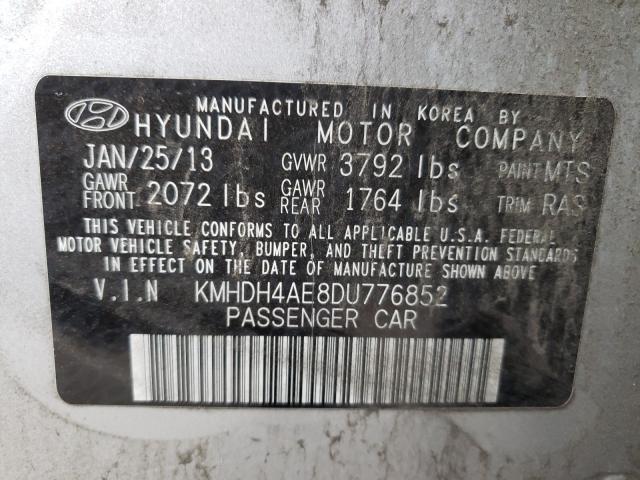 MANUFACTURED IN KOREA BY
HYUNDAI MOTOR COMPANY
JAN/25/13 GVWR 3792 lbs PAINT MTS
GAWR FRONT 2072 lbs GAWR REAR 1764 lbs TRIM RAS
THIS VEHICLE CONFORMS TO ALL APPLICABLE U.S.A. FEDERAL
MOTOR VEHICLE SAFETY, BUMPER, AND THEFT PREVENTION STANDARDS
IN EFFECT ON THE DATE OF MANUFACTURE SHOWN ABOVE
V.I.N KMHDH4AE8DU776852
PASSENGER CAR